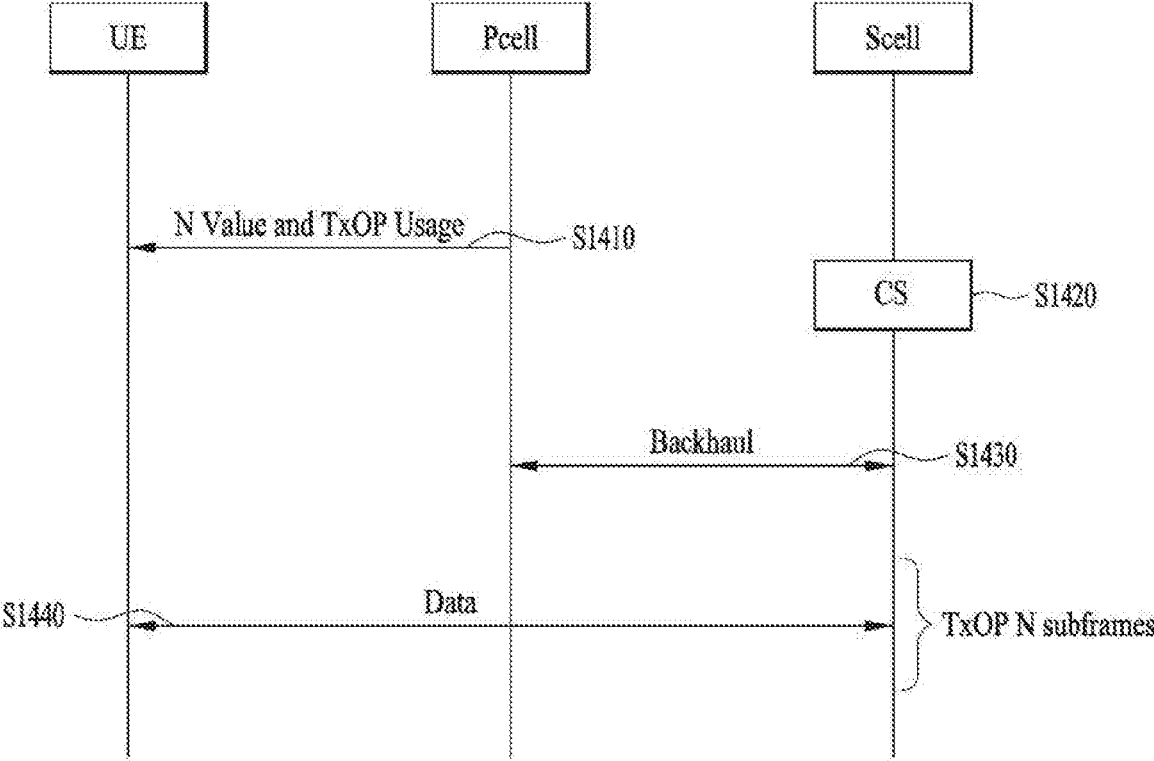 UE
Pcell
Scell
N Value and TxOP Usage
S1410
CS
S1420
Backhaul
S1430
S1440
Data
TxOP N subframes